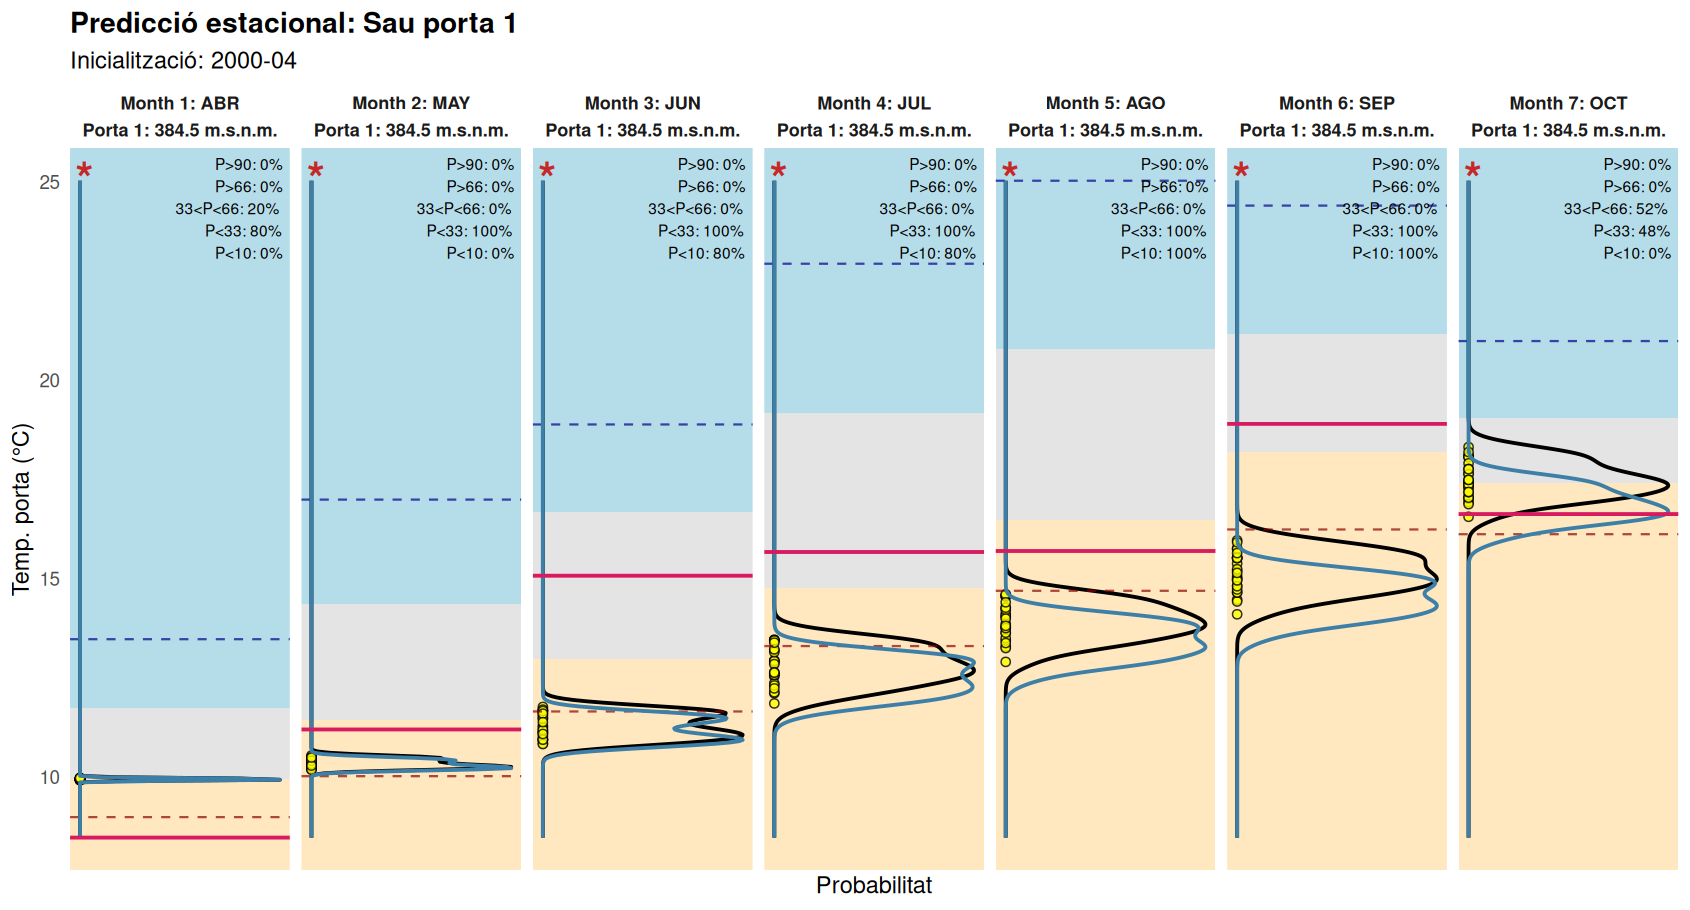 Predicció estacional: Sau porta 1
Inicialització: 2000-04
Month 1: ABR
Porta 1: 384.5 m.s.n.m.
Month 2: MAY
Porta 1: 384.5 m.s.n.m.
Month 3: JUN
Porta 1: 384.5 m.s.n.m.
Month 4: JUL
Porta 1: 384.5 m.s.n.m.
Month 5: AGO
Porta 1: 384.5 m.s.n.m.
Month 6: SEP
Porta 1: 384.5 m.s.n.m.
Month 7: OCT
Porta 1: 384.5 m.s.n.m.
*
P>90: 0%
P>66: 0%
33<P<66: 20%
P<33: 80%
P<10: 0%
*
P>90: 0%
P>66: 0%
33<P<66: 0%
P<33: 100%
P<10: 0%
*
P>90: 0%
P>66: 0%
33<P<66: 0%
P<33: 100%
P<10: 80%
*
P>90: 0%
P>66: 0%
33<P<66: 0%
P<33: 100%
P<10: 80%
*
P>90: 0%
P>66: 0%
33<P<66: 0%
P<33: 100%
P<10: 100%
*
P>90: 0%
P>66: 0%
33<P<66: 0%
P<33: 100%
P<10: 100%
*
P>90: 0%
P>66: 0%
33<P<66: 52%
P<33: 48%
P<10: 0%
25
20
15
10
Temp. porta (°C)
Probabilitat